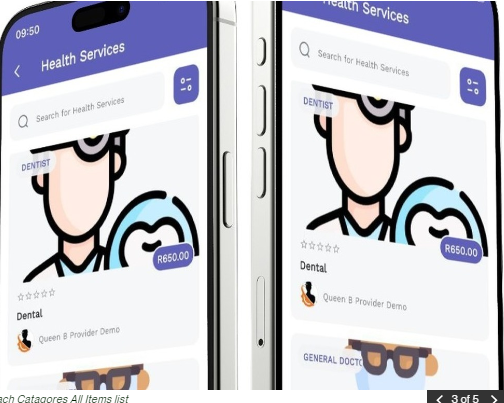 09:50
Health Services
Search for Health Services
DENTIST
R650.00
Dental
Queen B Provider Demo
Health Services
Search for Health Services
DENTIST
R650.00
Dental
Queen B Provider Demo
GENERAL DOCTO
ach Catagores All Items list
3 of 5